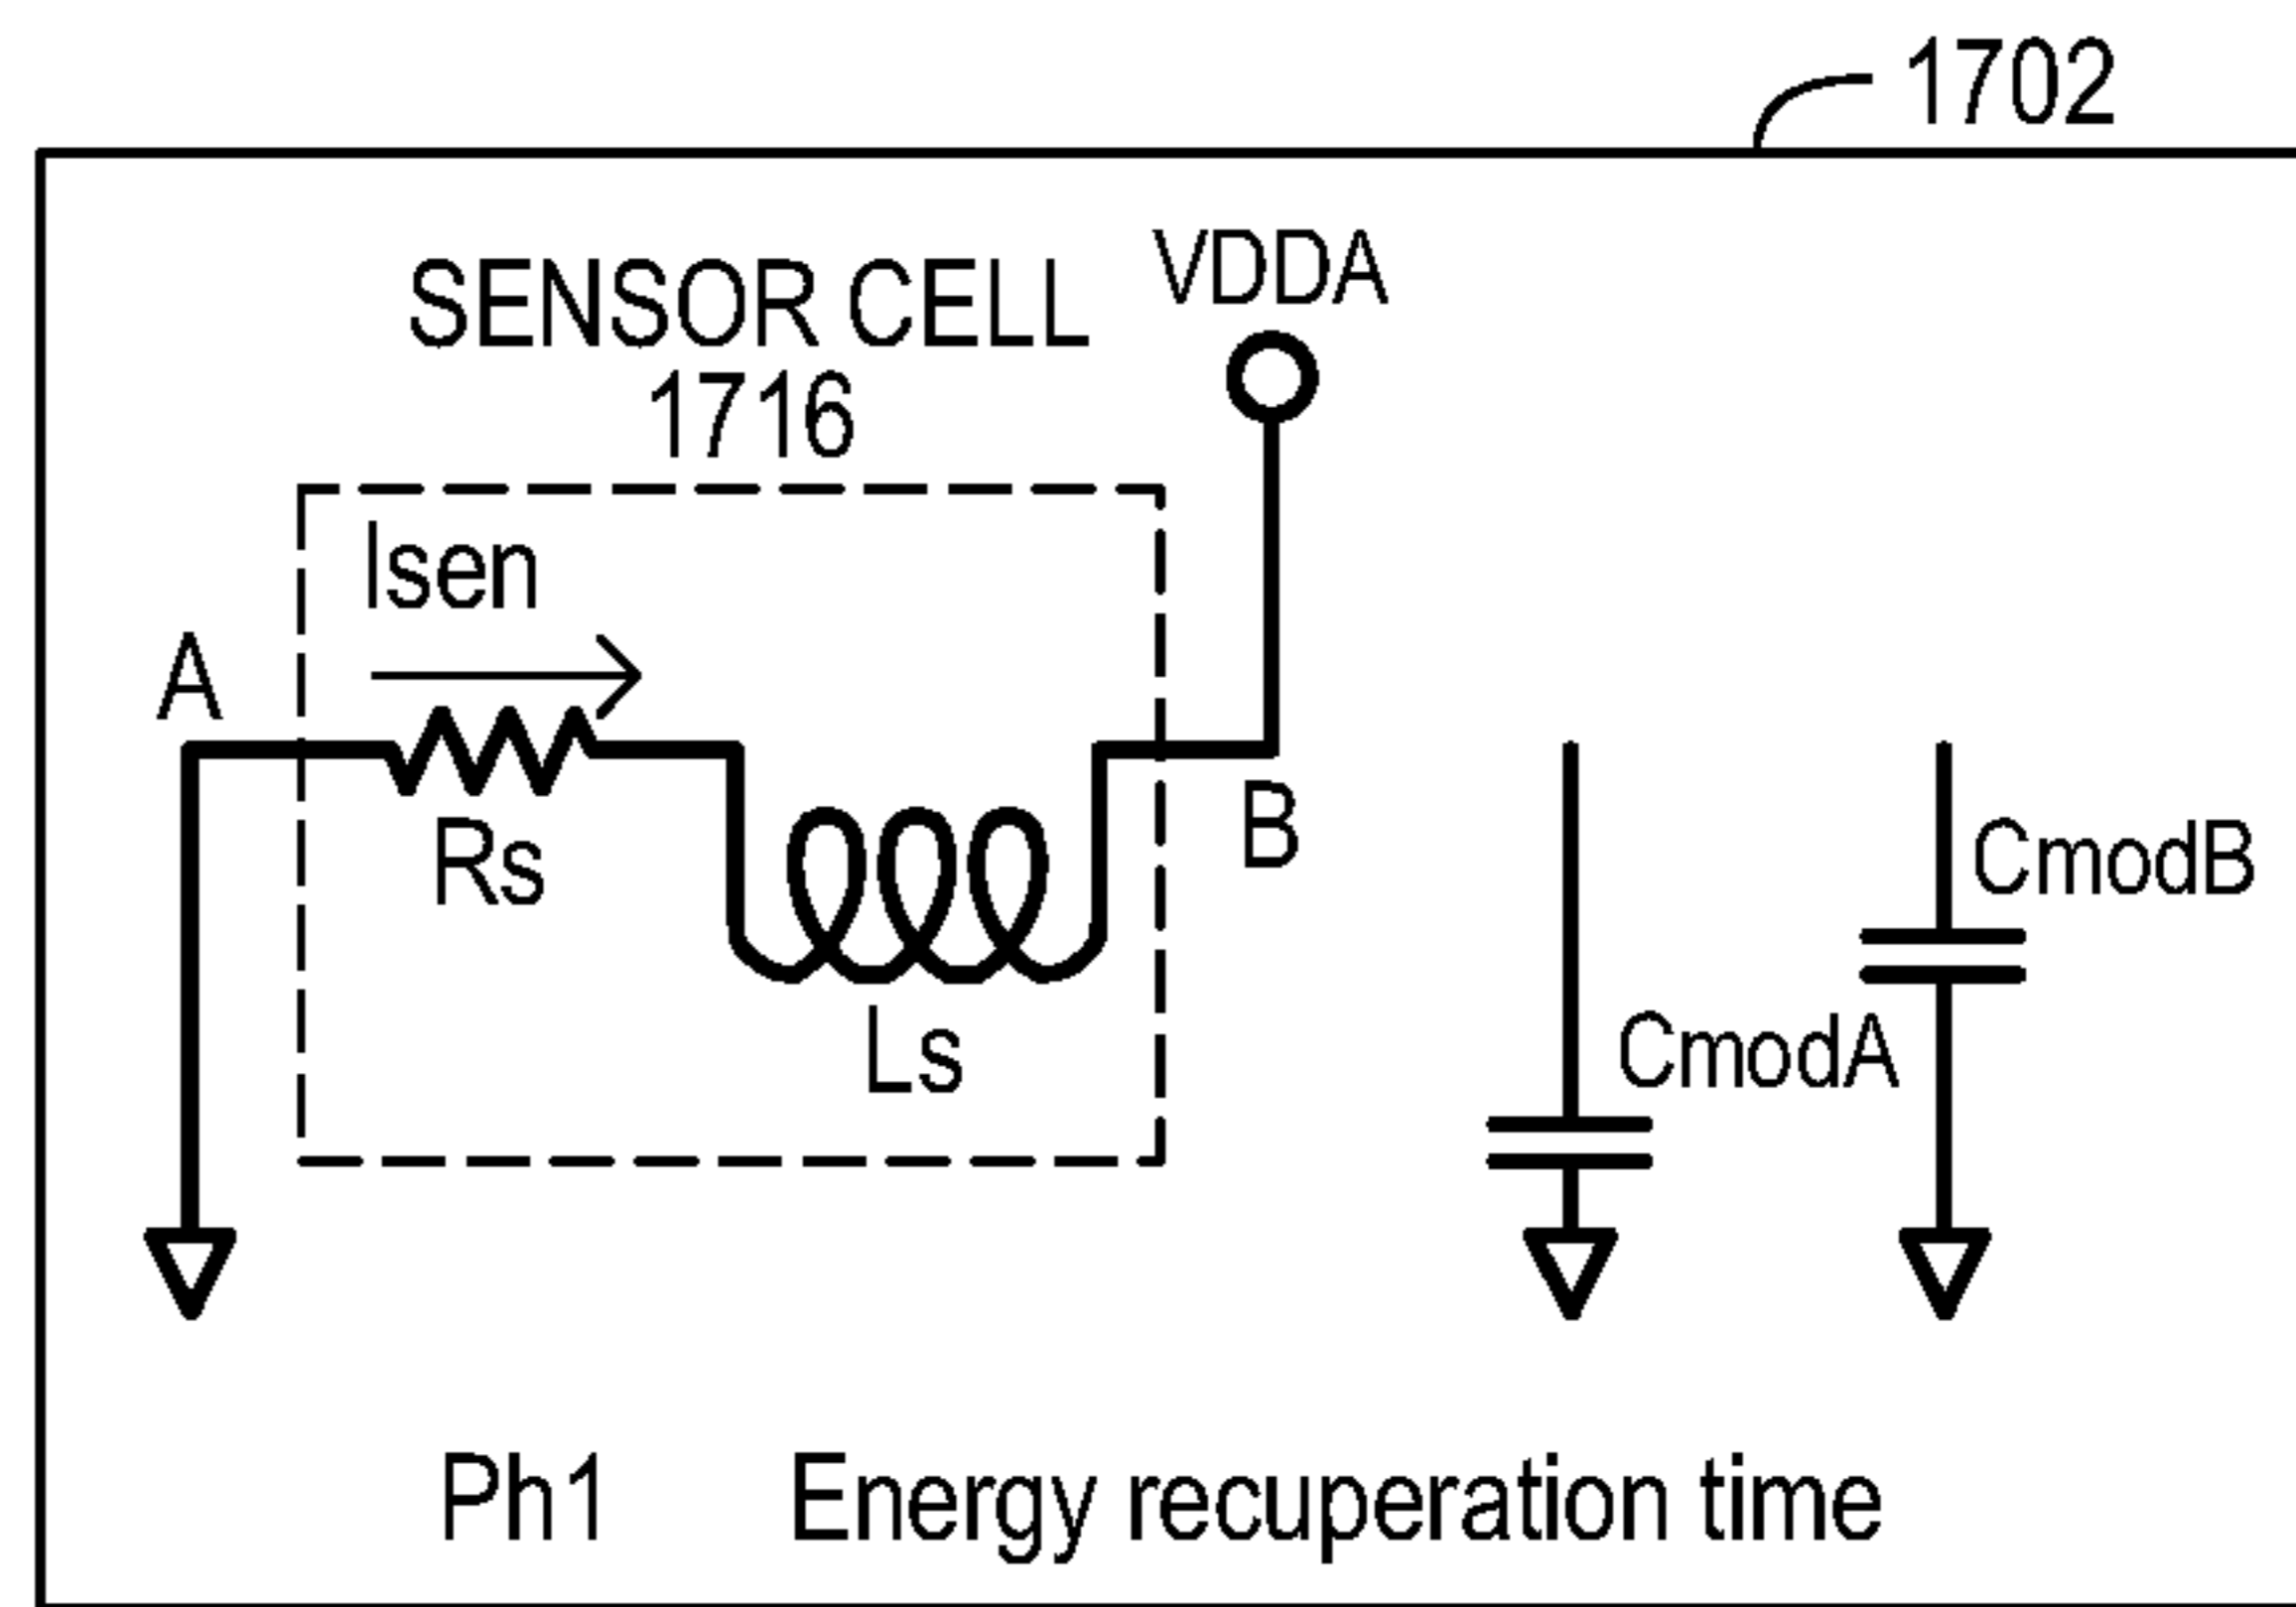 1702
SENSOR CELL
1716
VDDA
Isen
A
Rs
B
Ls
CmodB
CmodA
Ph1 Energy recuperation time